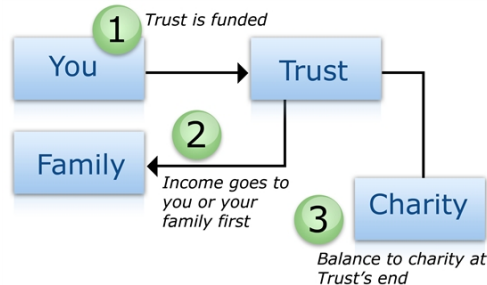 1
Trust is funded
You
Trust
2
Family
Income goes to
you or your
family first
3
Charity
Balance to charity at
Trust's end